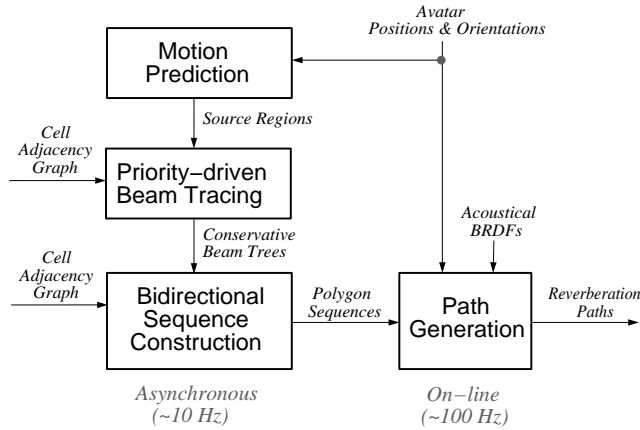 Avatar
Positions & Orientations
Motion
Prediction
Source Regions
Cell
Adjacency
Graph
Priority−driven
Beam Tracing
Conservative
Beam Trees
Acoustical
BRDFs
Cell
Adjacency
Graph
Bidirectional
Sequence
Construction
Polygon
Sequences
Path
Generation
Reverberation
Paths
Asynchronous
(~10 Hz)
On−line
(~100 Hz)